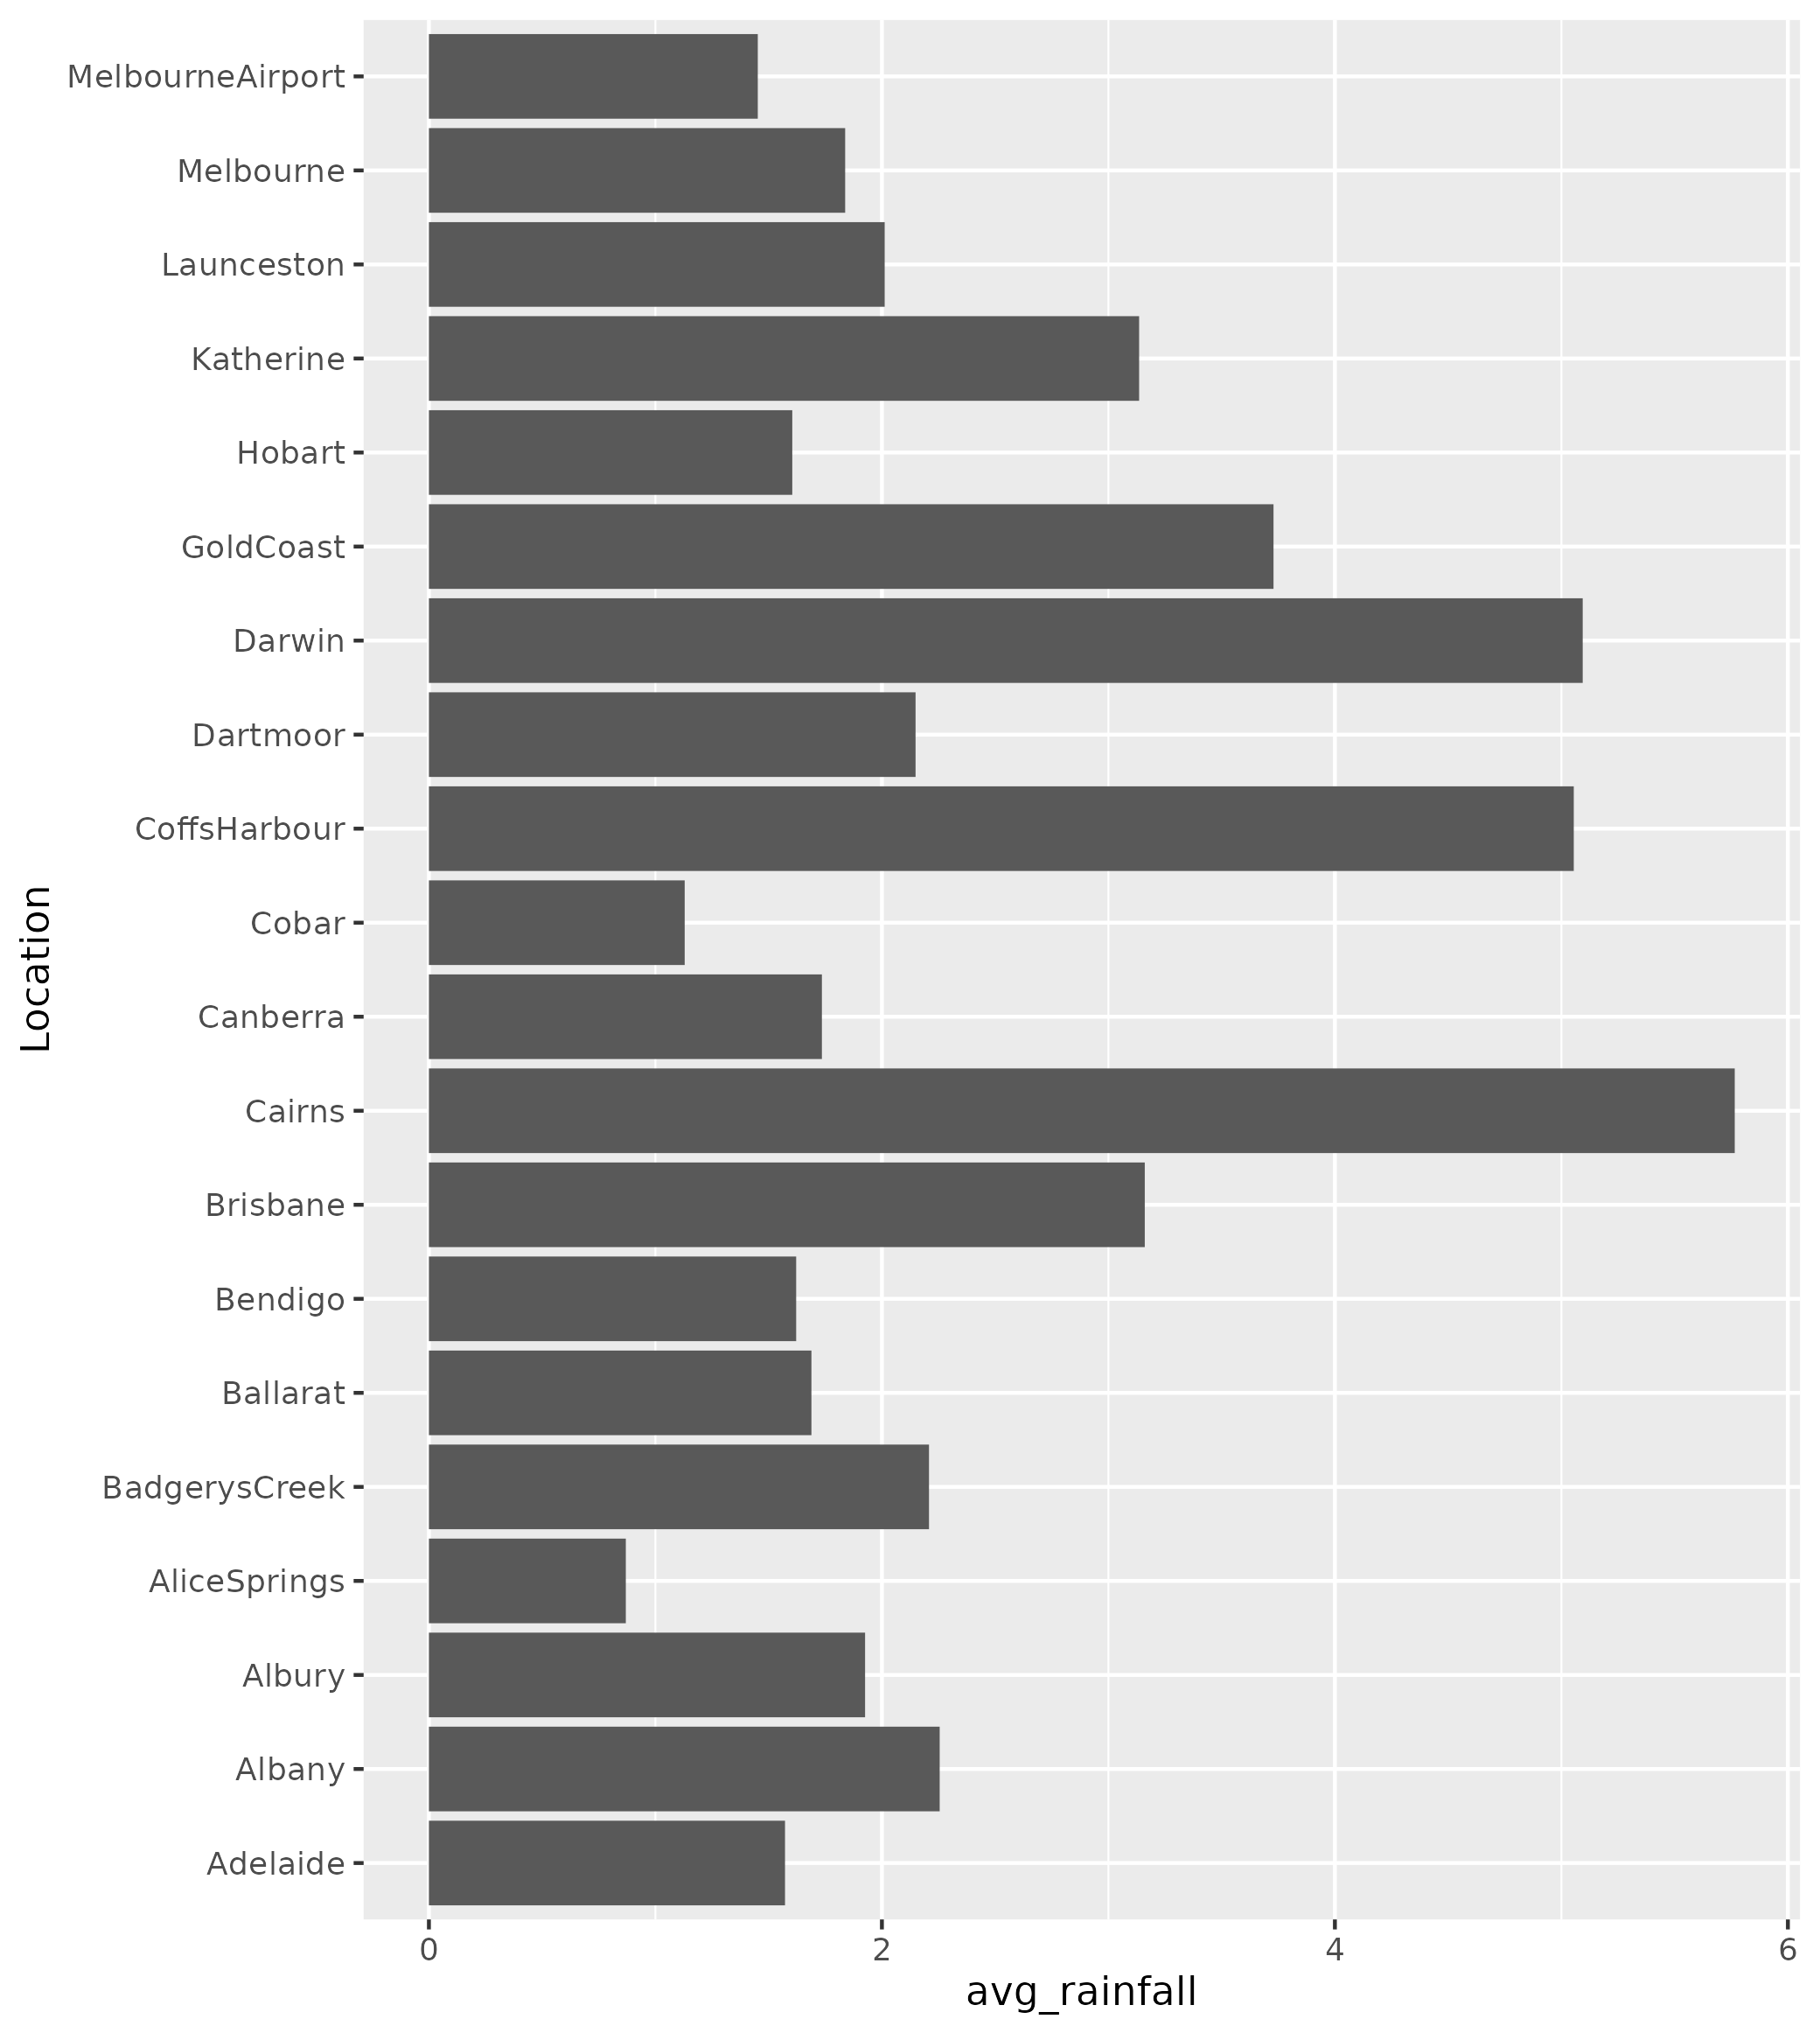 MelbourneAirport
Melbourne
Launceston
Katherine
Hobart
GoldCoast
Darwin
Dartmoor
CoffsHarbour
Cobar
Canberra
Cairns
Brisbane
Bendigo
Ballarat
BadgerysCreek
AliceSprings
Albury
Albany
Adelaide
Location
0 2 4 6
avg_rainfall